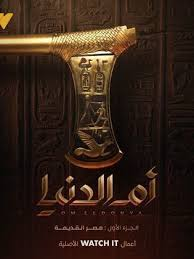 أم الدنيا
OM ELDONYA
الجزء الأول : مصر القديمة
أعمال WATCH IT الأصلية